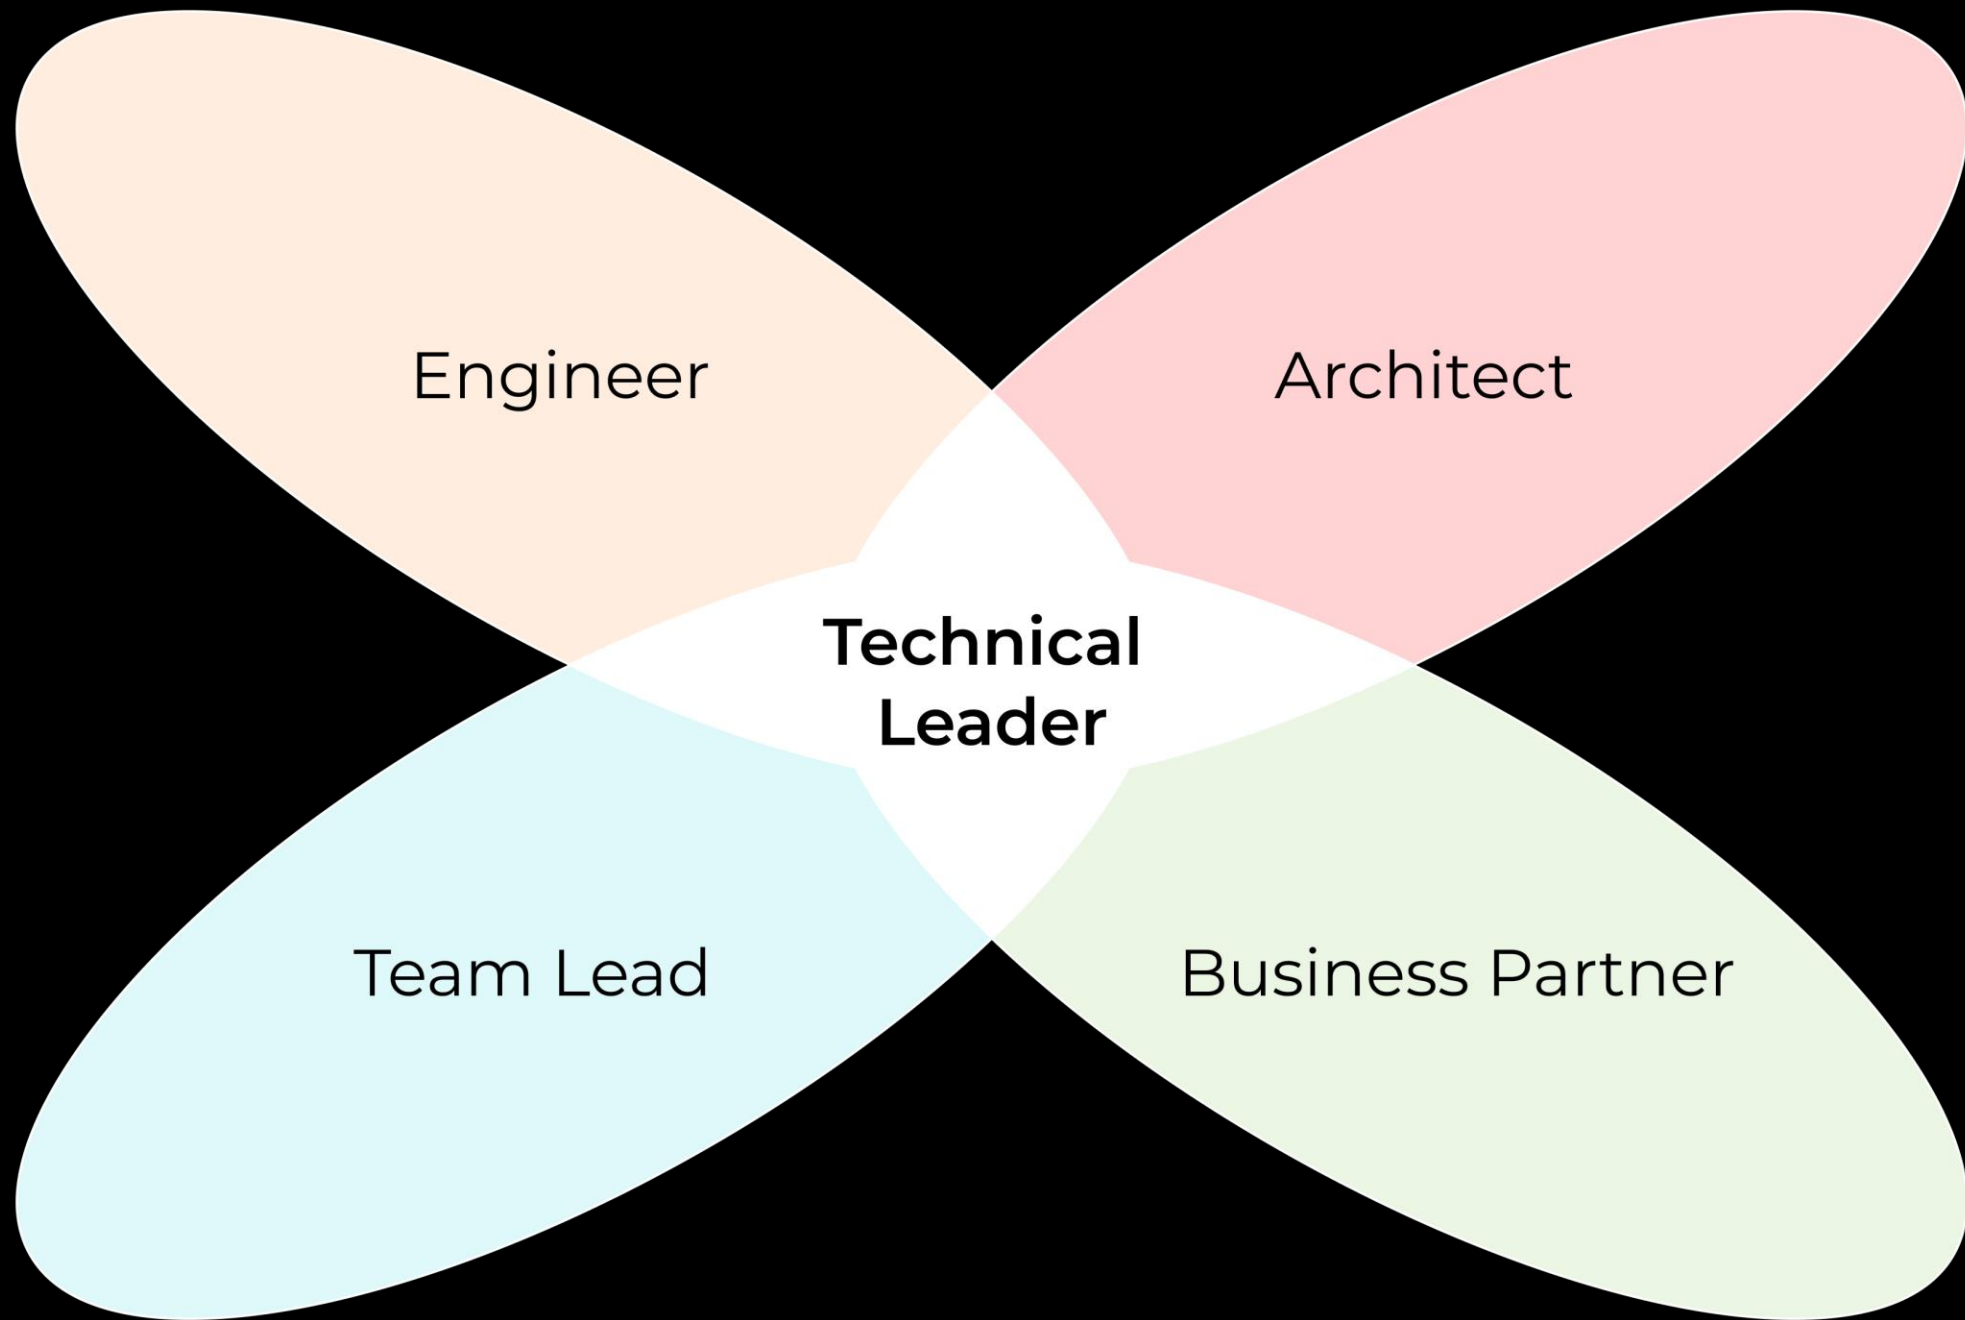 Engineer
Architect
Technical
Leader
Team Lead
Business Partner